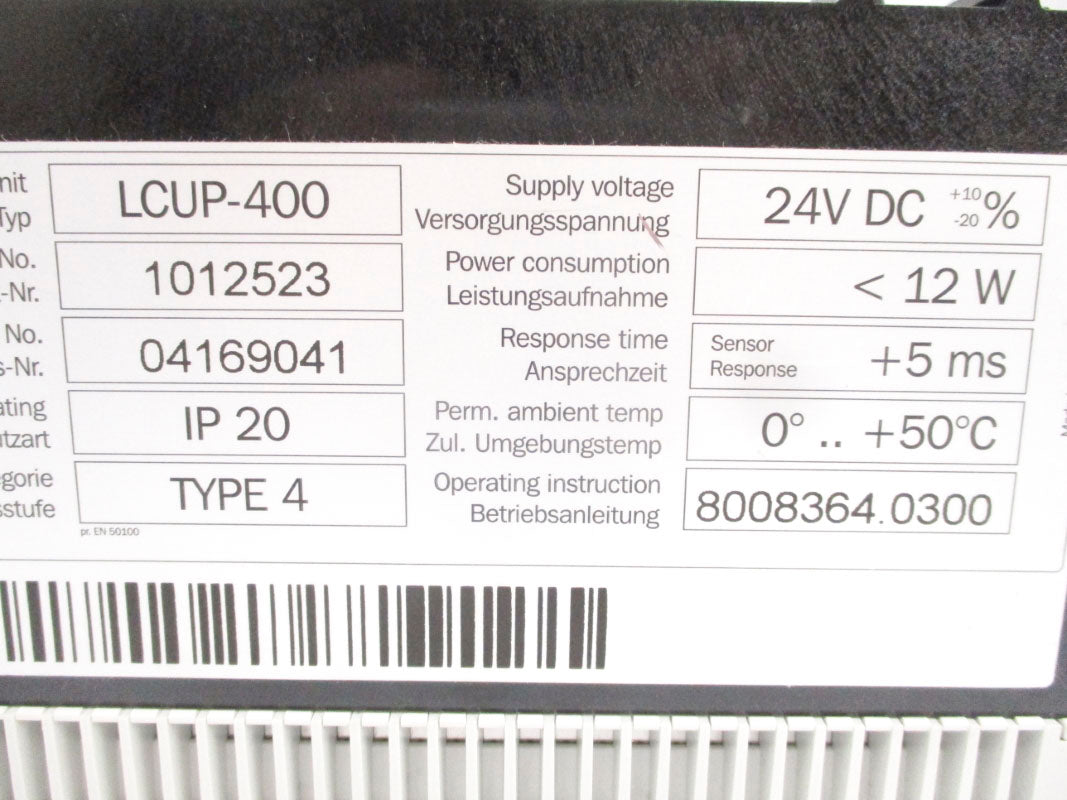 nit
Typ
LCUP-400
No.
-Nr.
1012523
No.
s-Nr.
04169041
ating
utzart
IP 20
egorie
sstufe
TYPE 4
pr. EN 50100
Supply voltage
Versorgungsspannung
24V DC +10 -20 %
Power consumption
Leistungsaufnahme
< 12 W
Response time
Ansprechzeit
Sensor
Response
+5 ms
Perm. ambient temp
Zul. Umgebungstemp
0° .. +50°C
Operating instruction
Betriebsanleitung
8008364.0300